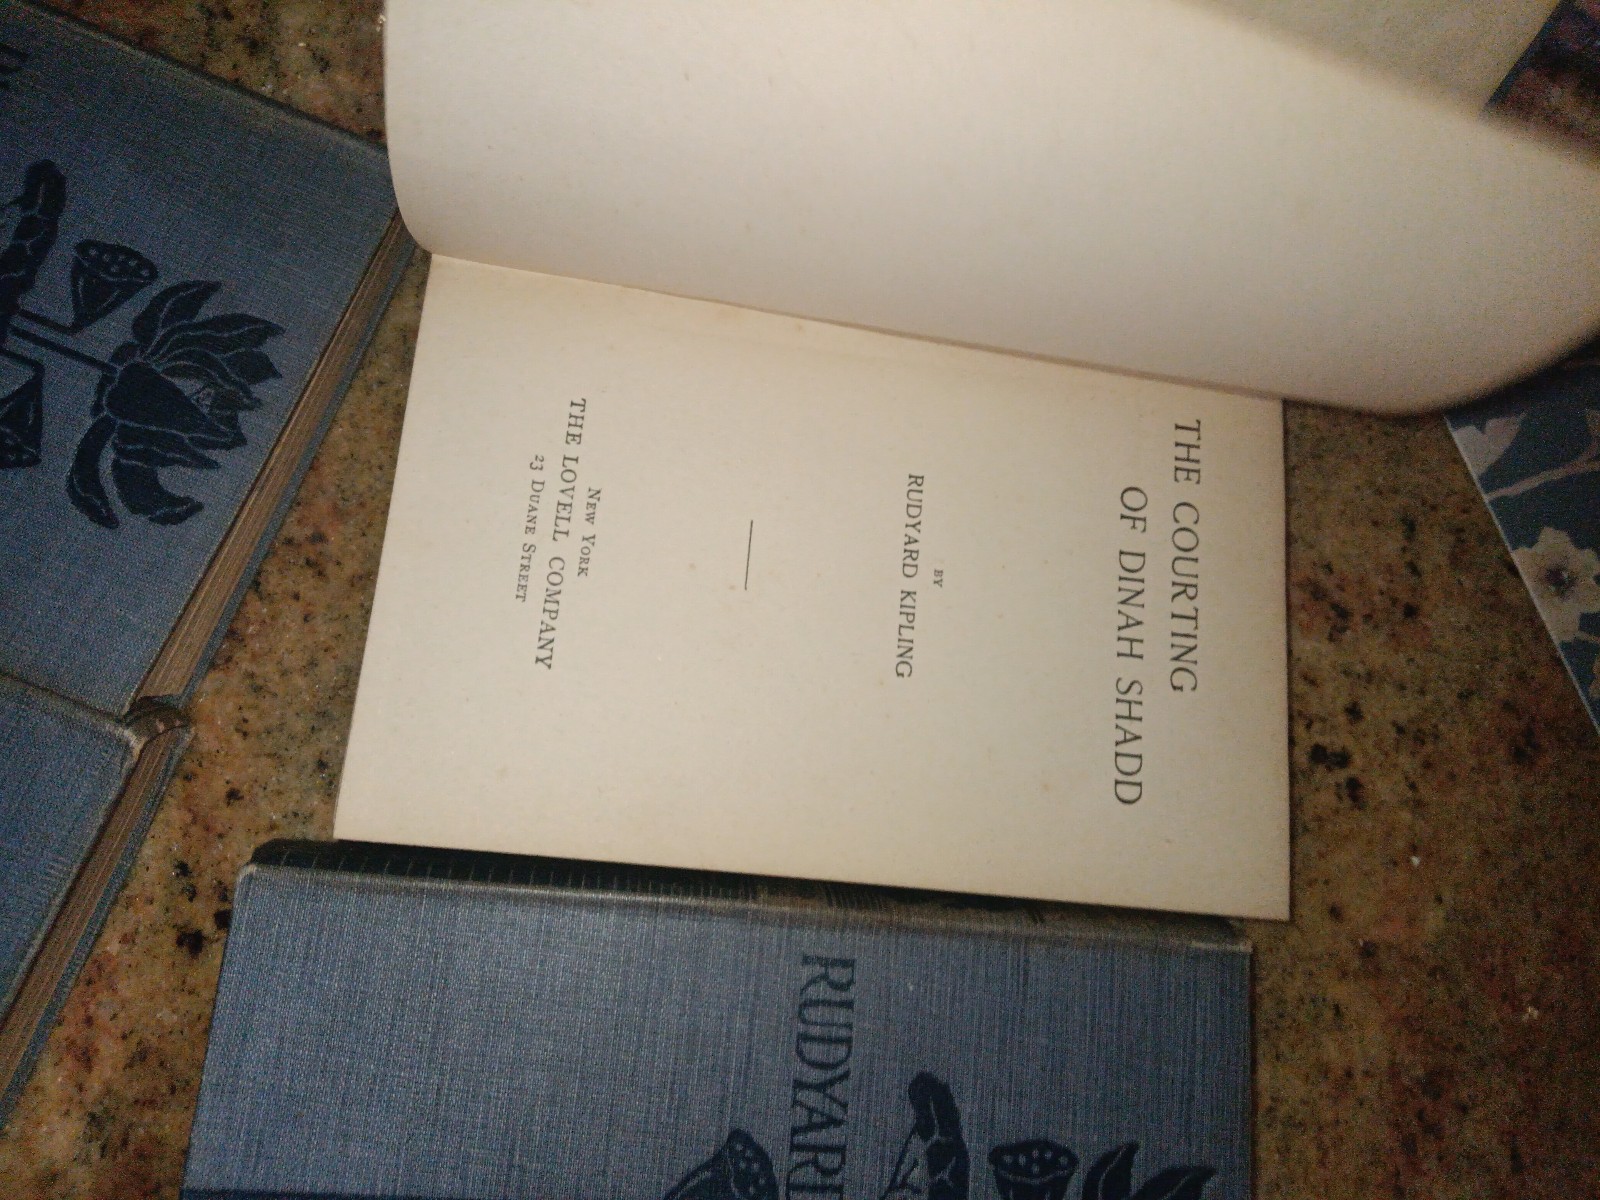 THE COURTING
OF DINAH SHADD
BY
RUDYARD KIPLING
NEW YORK
THE LOVELL COMPANY
23 DUANE STREET
RUDYARD